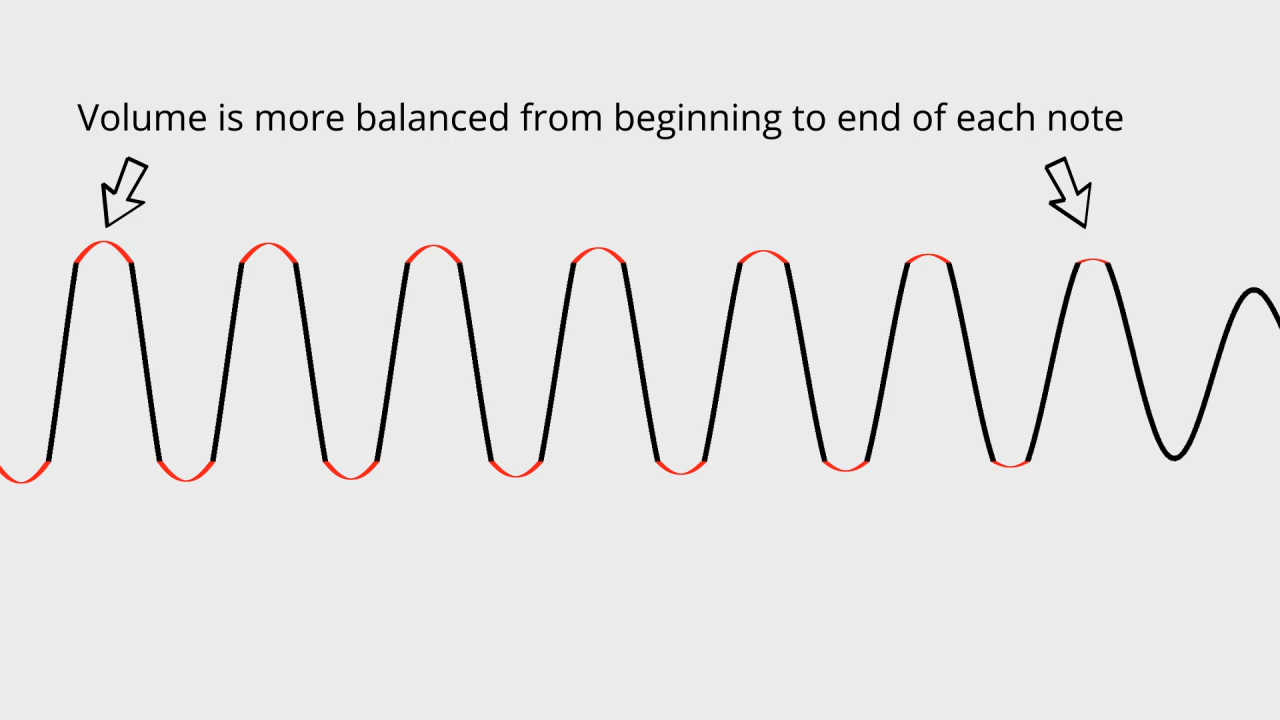 Volume is more balanced from beginning to end of each note